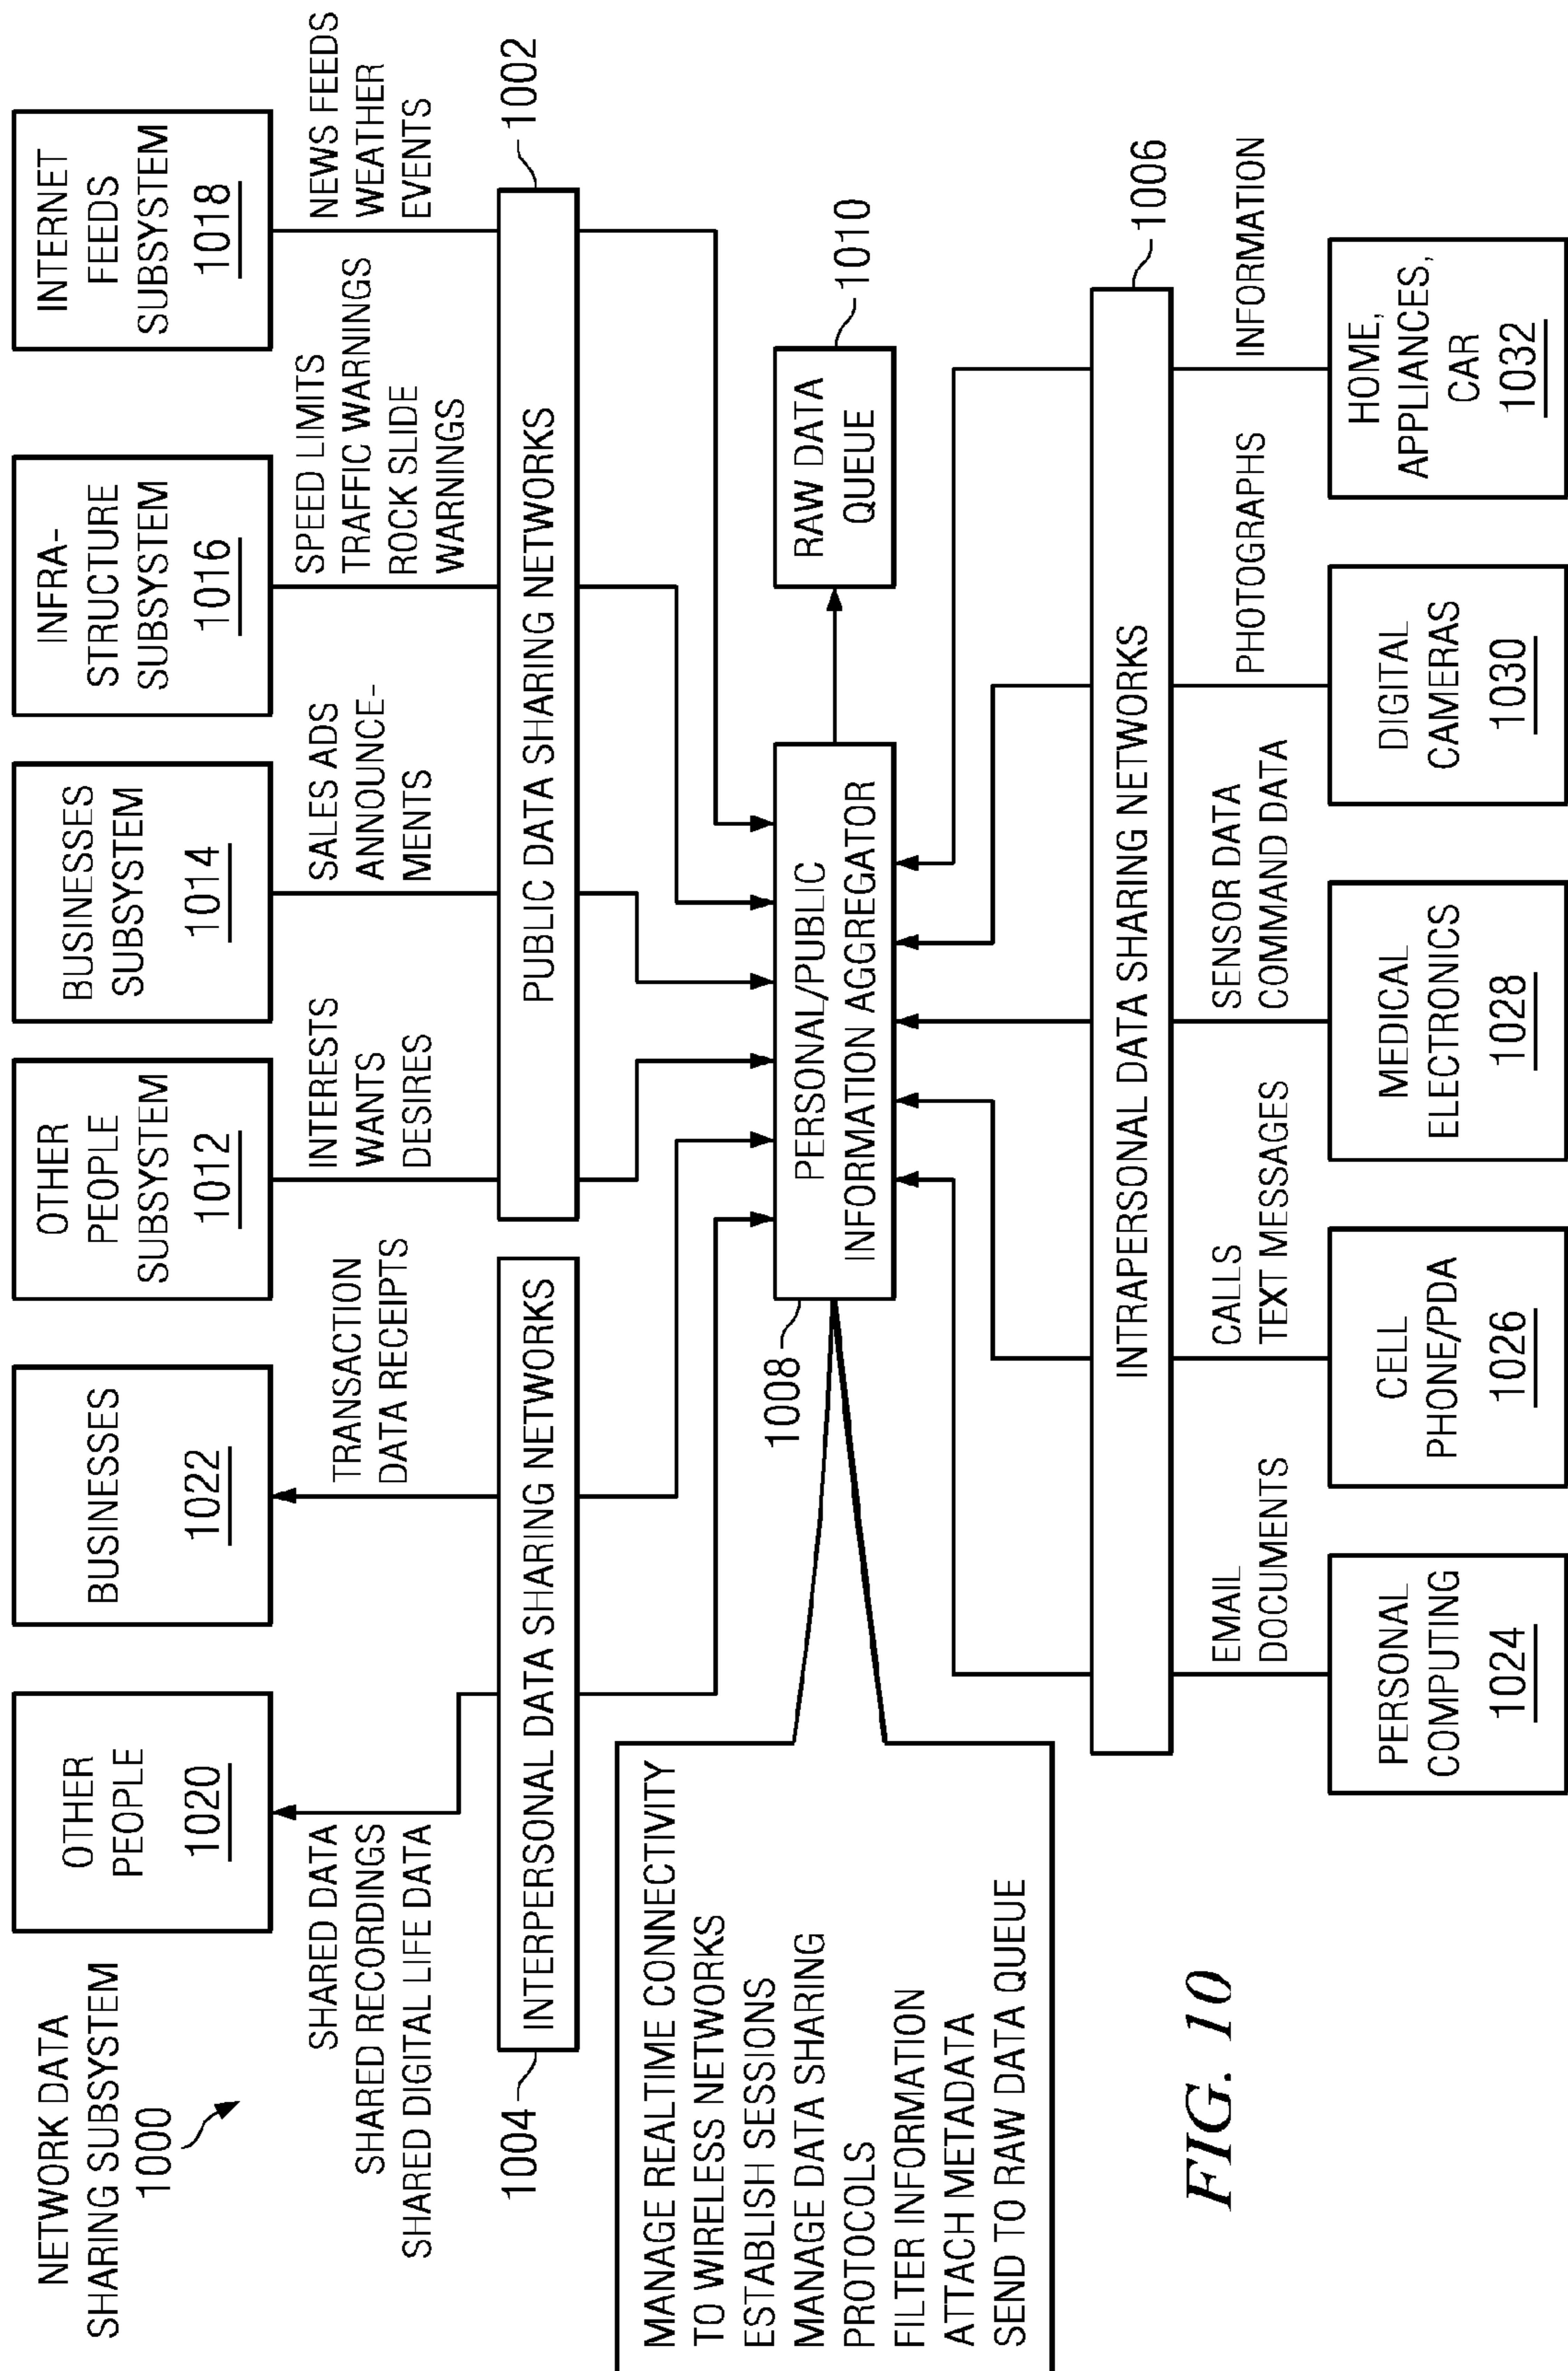 NETWORK DATA
SHARING SUBSYSTEM
1000
OTHER
PEOPLE
1020
BUSINESSES
1022
OTHER
PEOPLE
SUBSYSTEM
1012
BUSINESSES
SUBSYSTEM
1014
INFRA-
STRUCTURE
SUBSYSTEM
1016
INTERNET
FEEDS
SUBSYSTEM
1018
SHARED DATA
SHARED RECORDINGS
SHARED DIGITAL LIFE DATA
TRANSACTION
DATA RECEIPTS
INTERESTS
WANTS
DESIRES
SALES ADS
ANNOUNCE-
MENTS
SPEED LIMITS
TRAFFIC WARNINGS
ROCK SLIDE
WARNINGS
NEWS FEEDS
WEATHER
EVENTS
1004
INTERPERSONAL DATA SHARING NETWORKS
PUBLIC DATA SHARING NETWORKS
1002
MANAGE REALTIME CONNECTIVITY
TO WIRELESS NETWORKS
ESTABLISH SESSIONS
MANAGE DATA SHARING
PROTOCOLS
FILTER INFORMATION
ATTACH METADATA
SEND TO RAW DATA QUEUE
1008
PERSONAL/PUBLIC
INFORMATION AGGREGATOR
RAW DATA
QUEUE
1010
INTRAPERSONAL DATA SHARING NETWORKS
1006
EMAIL
DOCUMENTS
CALLS
TEXT MESSAGES
SENSOR DATA
COMMAND DATA
PHOTOGRAPHS
INFORMATION
PERSONAL
COMPUTING
1024
CELL
PHONE/PDA
1026
MEDICAL
ELECTRONICS
1028
DIGITAL
CAMERAS
1030
HOME,
APPLIANCES,
CAR
1032
FIG. 10